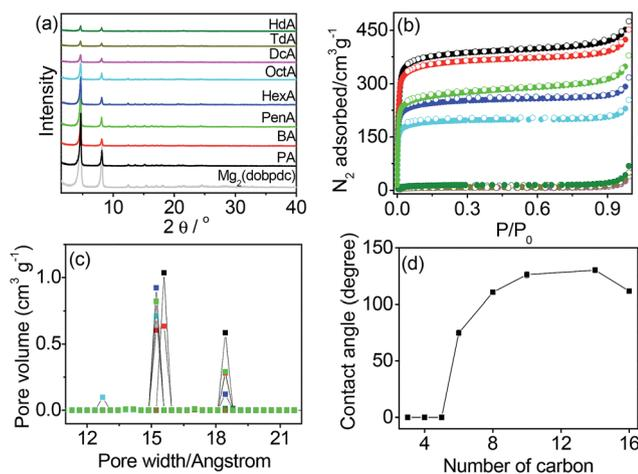 (a)
HdA
TdA
DcA
OctA
HexA
PenA
BA
PA
Mg2(dobpdc)
Intensity
0 10 20 30 40
2 θ / °
(b)
N2 adsorbed/cm3 g-1
450
300
150
0
0.0 0.3 0.6 0.9
P/P0
(c)
Pore volume (cm3 g-1)
1.0
0.5
0.0
12 15 18 21
Pore width/Angstrom
(d)
Contact angle (degree)
150
100
50
0
4 8 12 16
Number of carbon